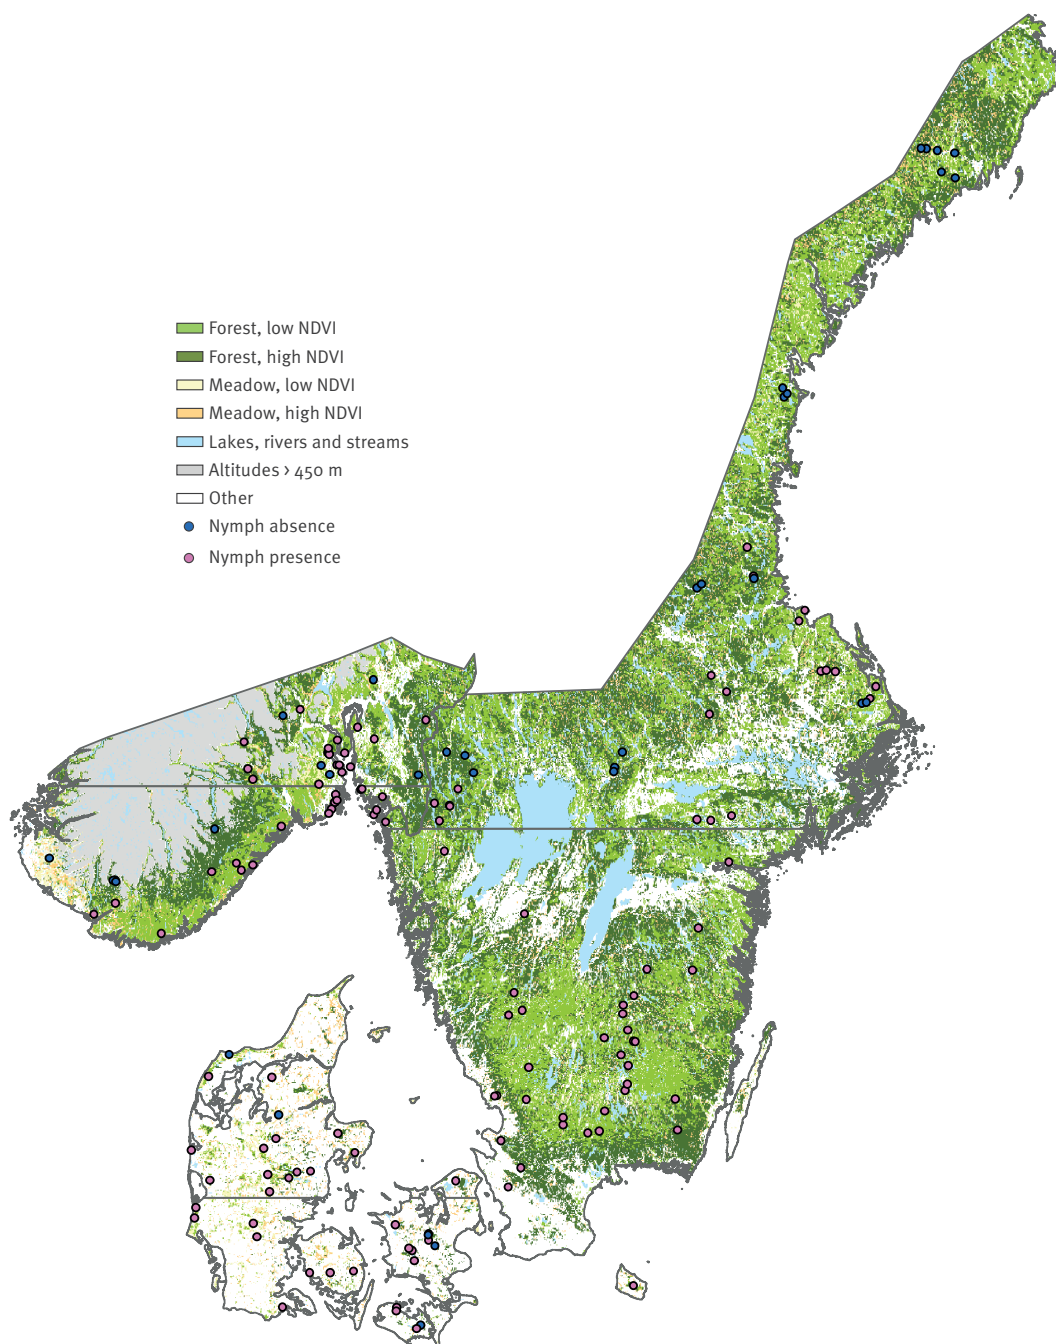 Forest, low NDVI
Forest, high NDVI
Meadow, low NDVI
Meadow, high NDVI
Lakes, rivers and streams
Altitudes > 450 m
Other
Nymph absence
Nymph presence